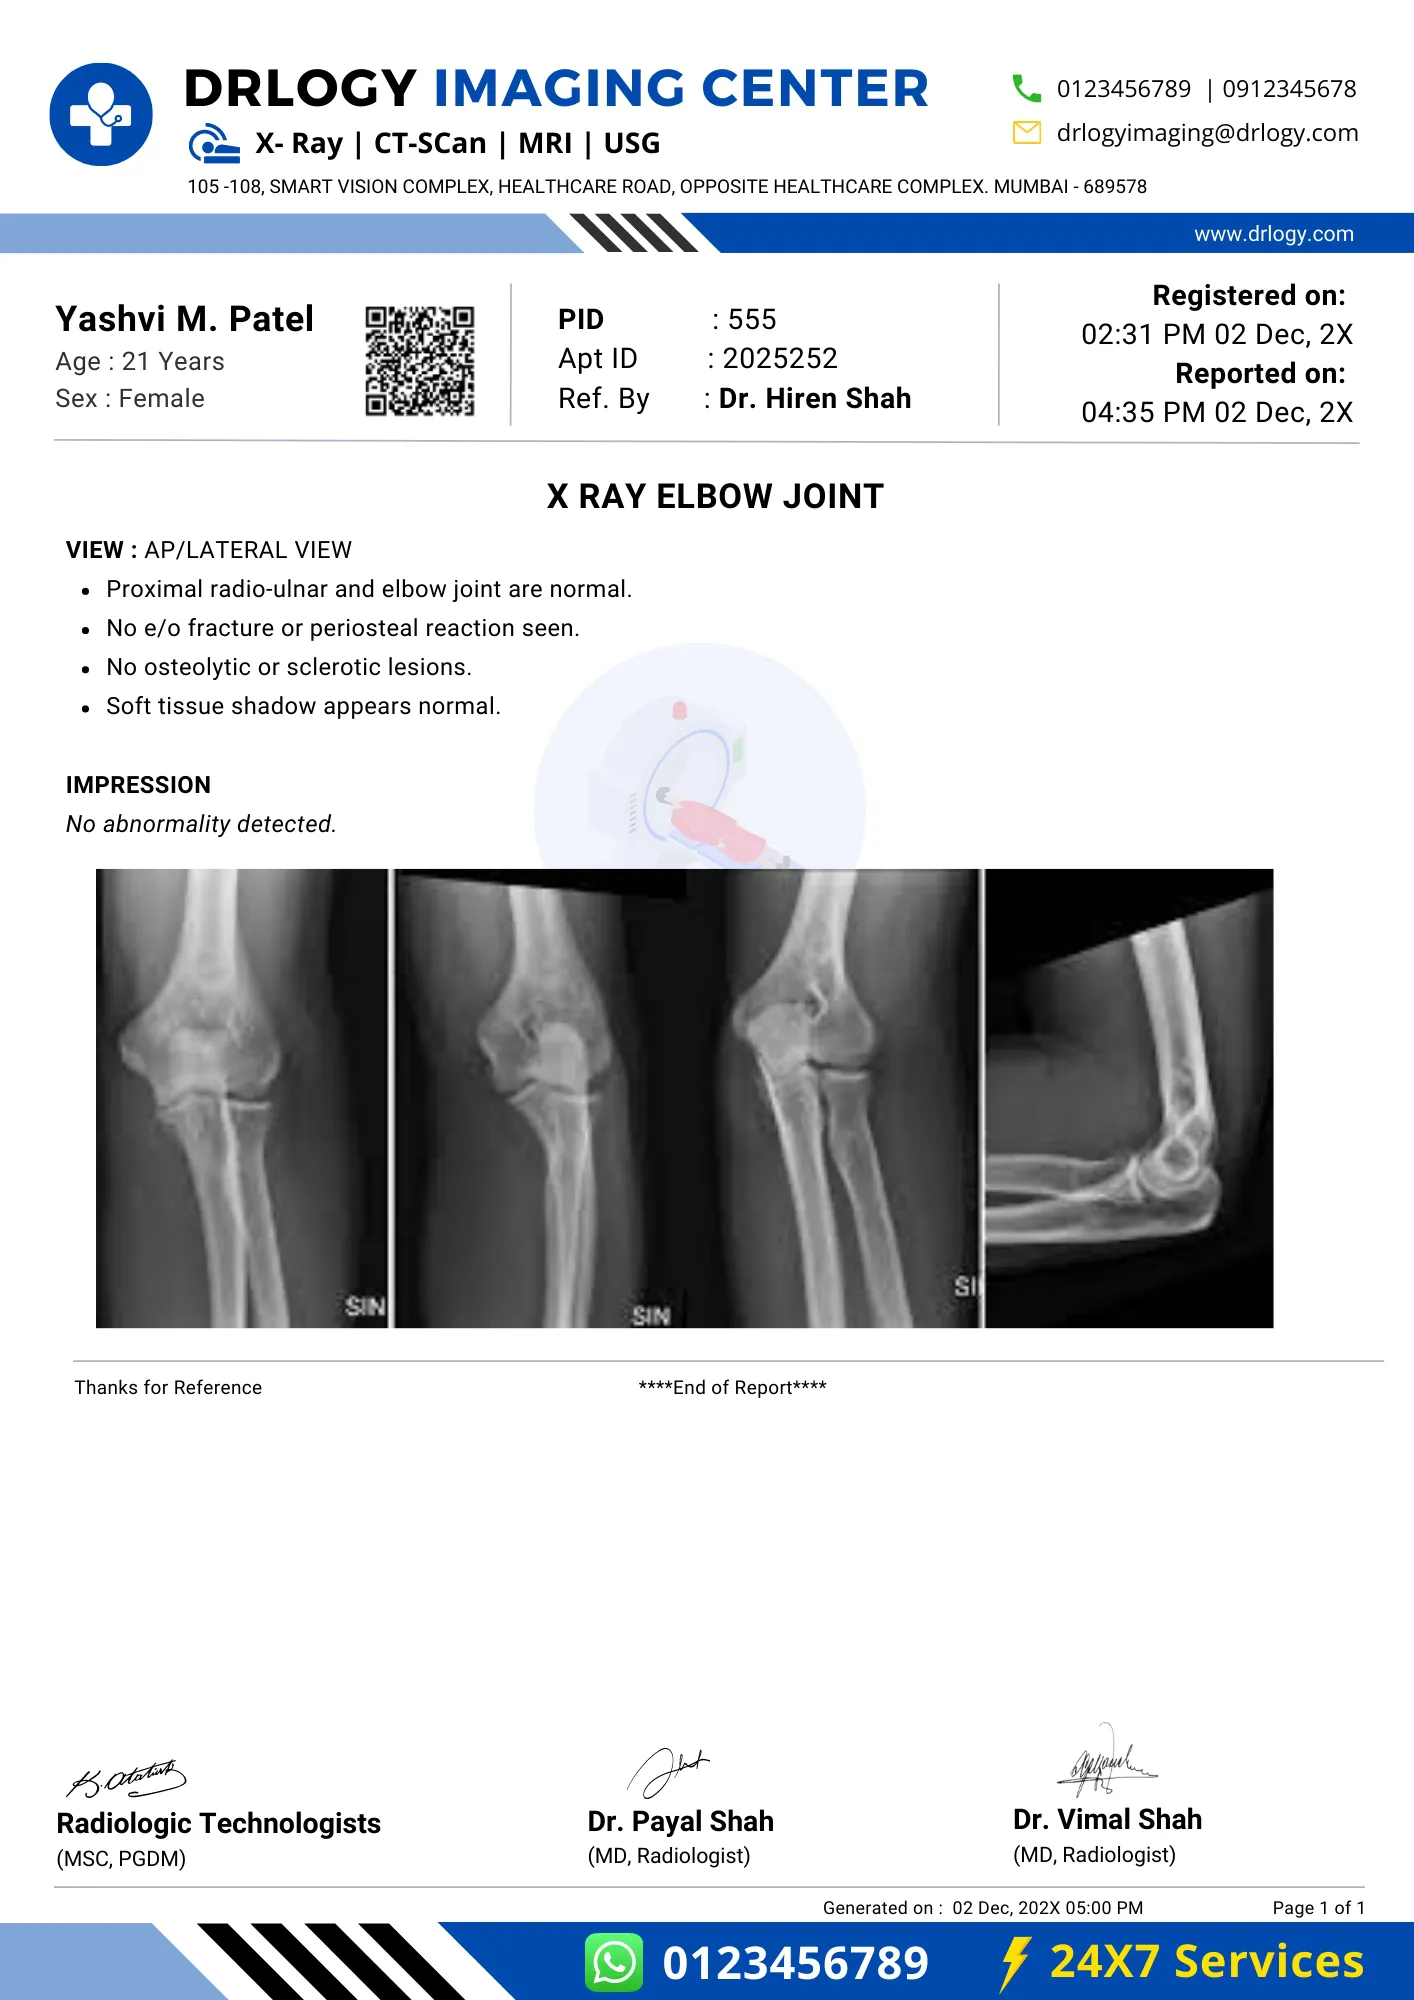 DRLOGY IMAGING CENTER
X- Ray | CT-SCan | MRI | USG
105 -108, SMART VISION COMPLEX, HEALTHCARE ROAD, OPPOSITE HEALTHCARE COMPLEX. MUMBAI - 689578
0123456789 | 0912345678
drlogyimaging@drlogy.com
www.drlogy.com
Yashvi M. Patel
Age : 21 Years
Sex : Female
PID : 555
Apt ID : 2025252
Ref. By : Dr. Hiren Shah
Registered on:
02:31 PM 02 Dec, 2X
Reported on:
04:35 PM 02 Dec, 2X
X RAY ELBOW JOINT
VIEW : AP/LATERAL VIEW
• Proximal radio-ulnar and elbow joint are normal.
• No e/o fracture or periosteal reaction seen.
• No osteolytic or sclerotic lesions.
• Soft tissue shadow appears normal.
IMPRESSION
No abnormality detected.
SIN
SIN
SI
Thanks for Reference
****End of Report****
Radiologic Technologists
(MSC, PGDM)
Dr. Payal Shah
(MD, Radiologist)
Dr. Vimal Shah
(MD, Radiologist)
Generated on : 02 Dec, 202X 05:00 PM
Page 1 of 1
0123456789
24X7 Services